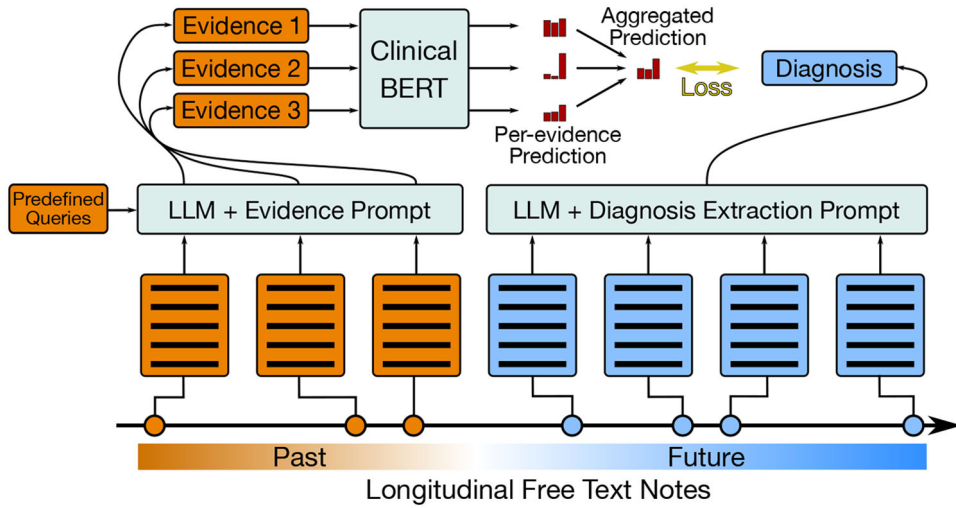 Evidence 1
Evidence 2
Evidence 3
Clinical
BERT
Aggregated
Prediction
Loss
Diagnosis
Per-evidence
Prediction
Predefined
Queries
LLM + Evidence Prompt
LLM + Diagnosis Extraction Prompt
Past
Future
Longitudinal Free Text Notes